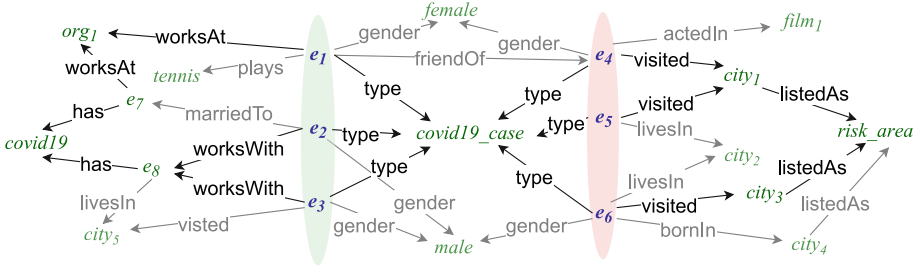 female
org1
worksAt
gender
gender
actedIn
film1
e1
e4
worksAt
tennis
plays
friendOf
visited
city1
type
type
listedAs
has
e7
marriedTo
visited
e5
covid19
e2
type
covid19_case
type
livesIn
risk_area
worksWith
city2
has
e8
type
listedAs
worksWith
type
livesIn
city3
livesIn
e3
gender
visited
listedAs
e6
city5
visted
gender
male
gender
bornIn
city4